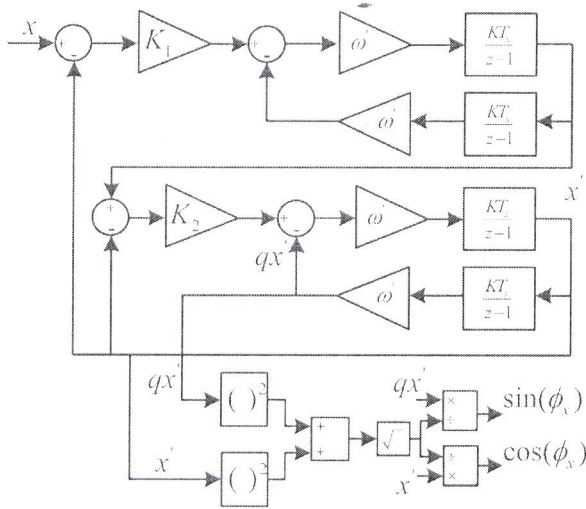 x + - K₁ + - ω' KTₛ/(z-1)
ω' KTₛ/(z-1)
x'
+ - K₂ + - ω' KTₛ/(z-1)
qx'
ω' KTₛ/(z-1)
qx' ( )² qx' × ÷ sin(ϕₓ)
+ + √
x' ( )² x' ÷ × cos(ϕₓ)